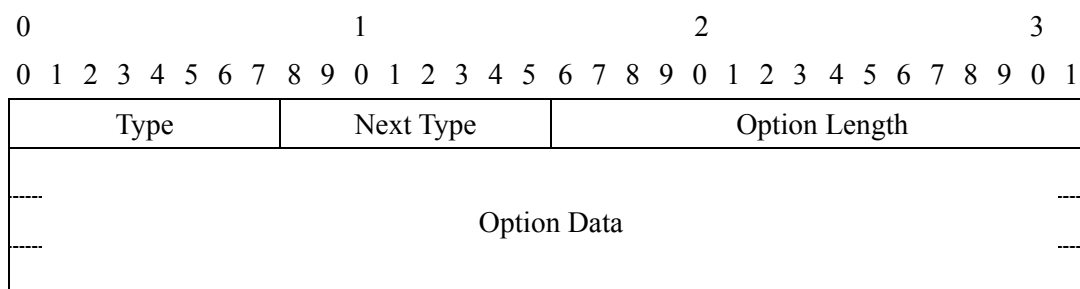 0 1 2 3
0 1 2 3 4 5 6 7 8 9 0 1 2 3 4 5 6 7 8 9 0 1 2 3 4 5 6 7 8 9 0 1
Type Next Type Option Length
Option Data